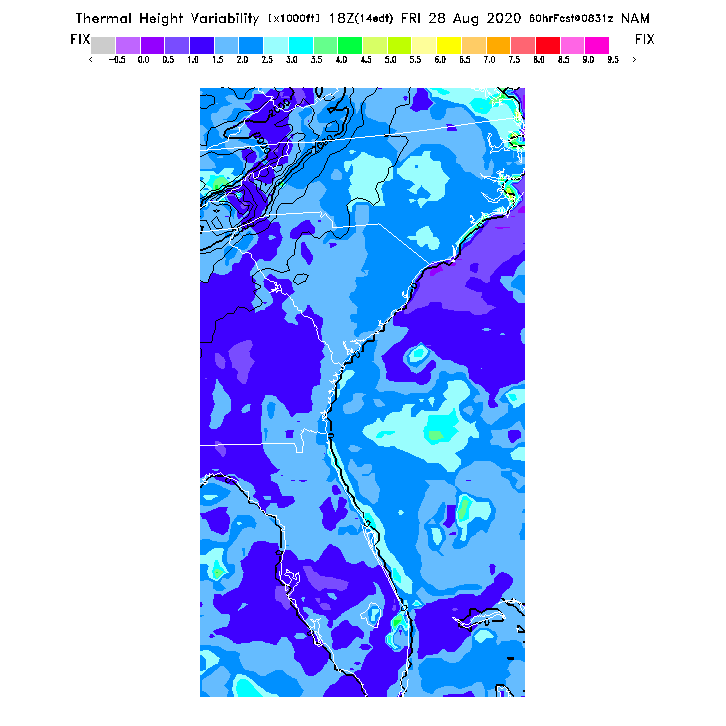 Thermal Height Variability [x1000ft] 18Z(14edt) FRI 28 Aug 2020 60hrFcst@0831z NAM
FIX FIX
< -0.5 0.0 0.5 1.0 1.5 2.0 2.5 3.0 3.5 4.0 4.5 5.0 5.5 6.0 6.5 7.0 7.5 8.0 8.5 9.0 9.5 >